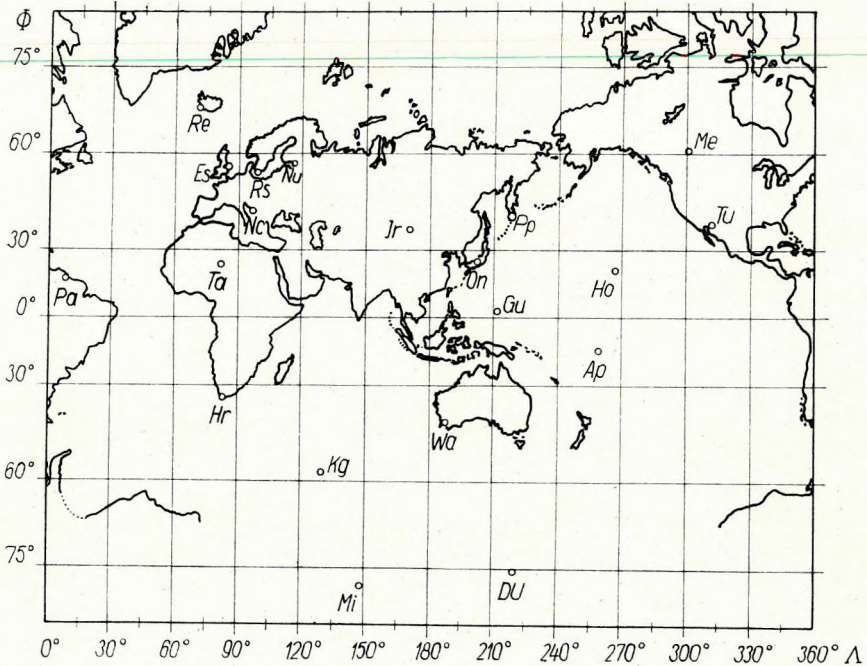 Φ
75°
60°
30°
0°
30°
60°
75°
Re
Es
Rs
Nu
Nc
Jr
Pp
Me
Tu
Pa
Ta
On
Gu
Ho
Ap
Hr
Wa
Kg
Mi
DU
0° 30° 60° 90° 120° 150° 180° 210° 240° 270° 300° 330° 360° Λ